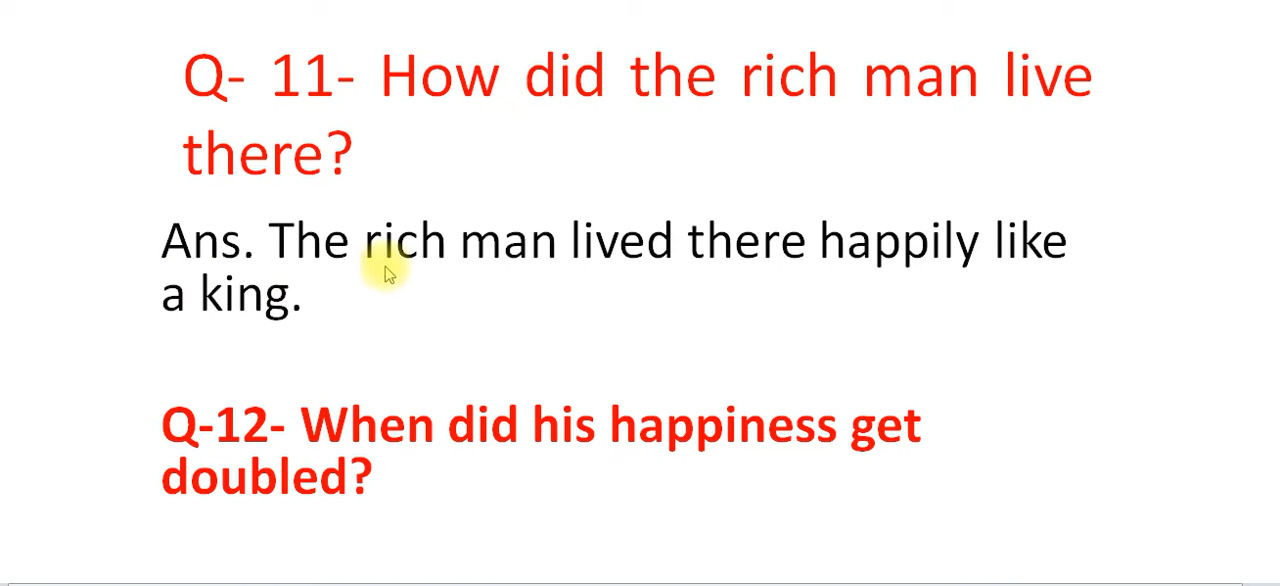 Q- 11- How did the rich man live
there?
Ans. The rich man lived there happily like
a king.
Q-12- When did his happiness get
doubled?